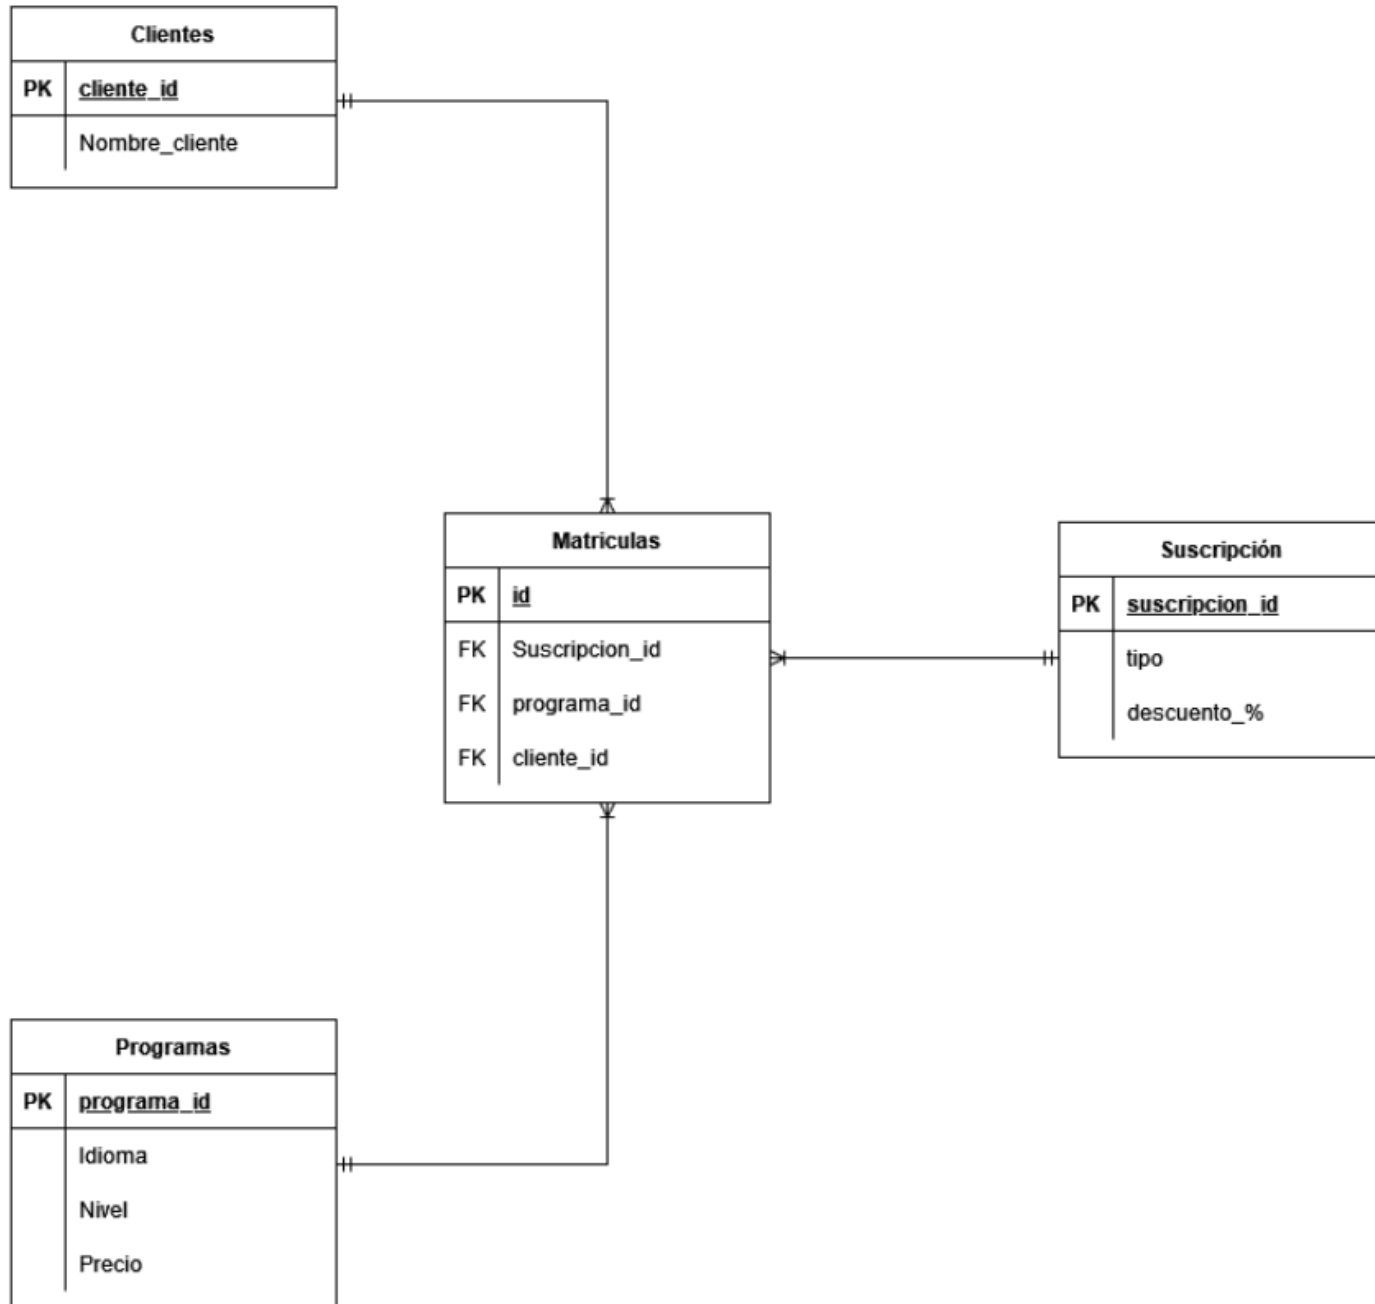 Clientes
PK cliente_id
Nombre_cliente
Matriculas
PK id
FK Suscripcion_id
FK programa_id
FK cliente_id
Suscripción
PK suscripcion_id
tipo
descuento_%
Programas
PK programa_id
Idioma
Nivel
Precio